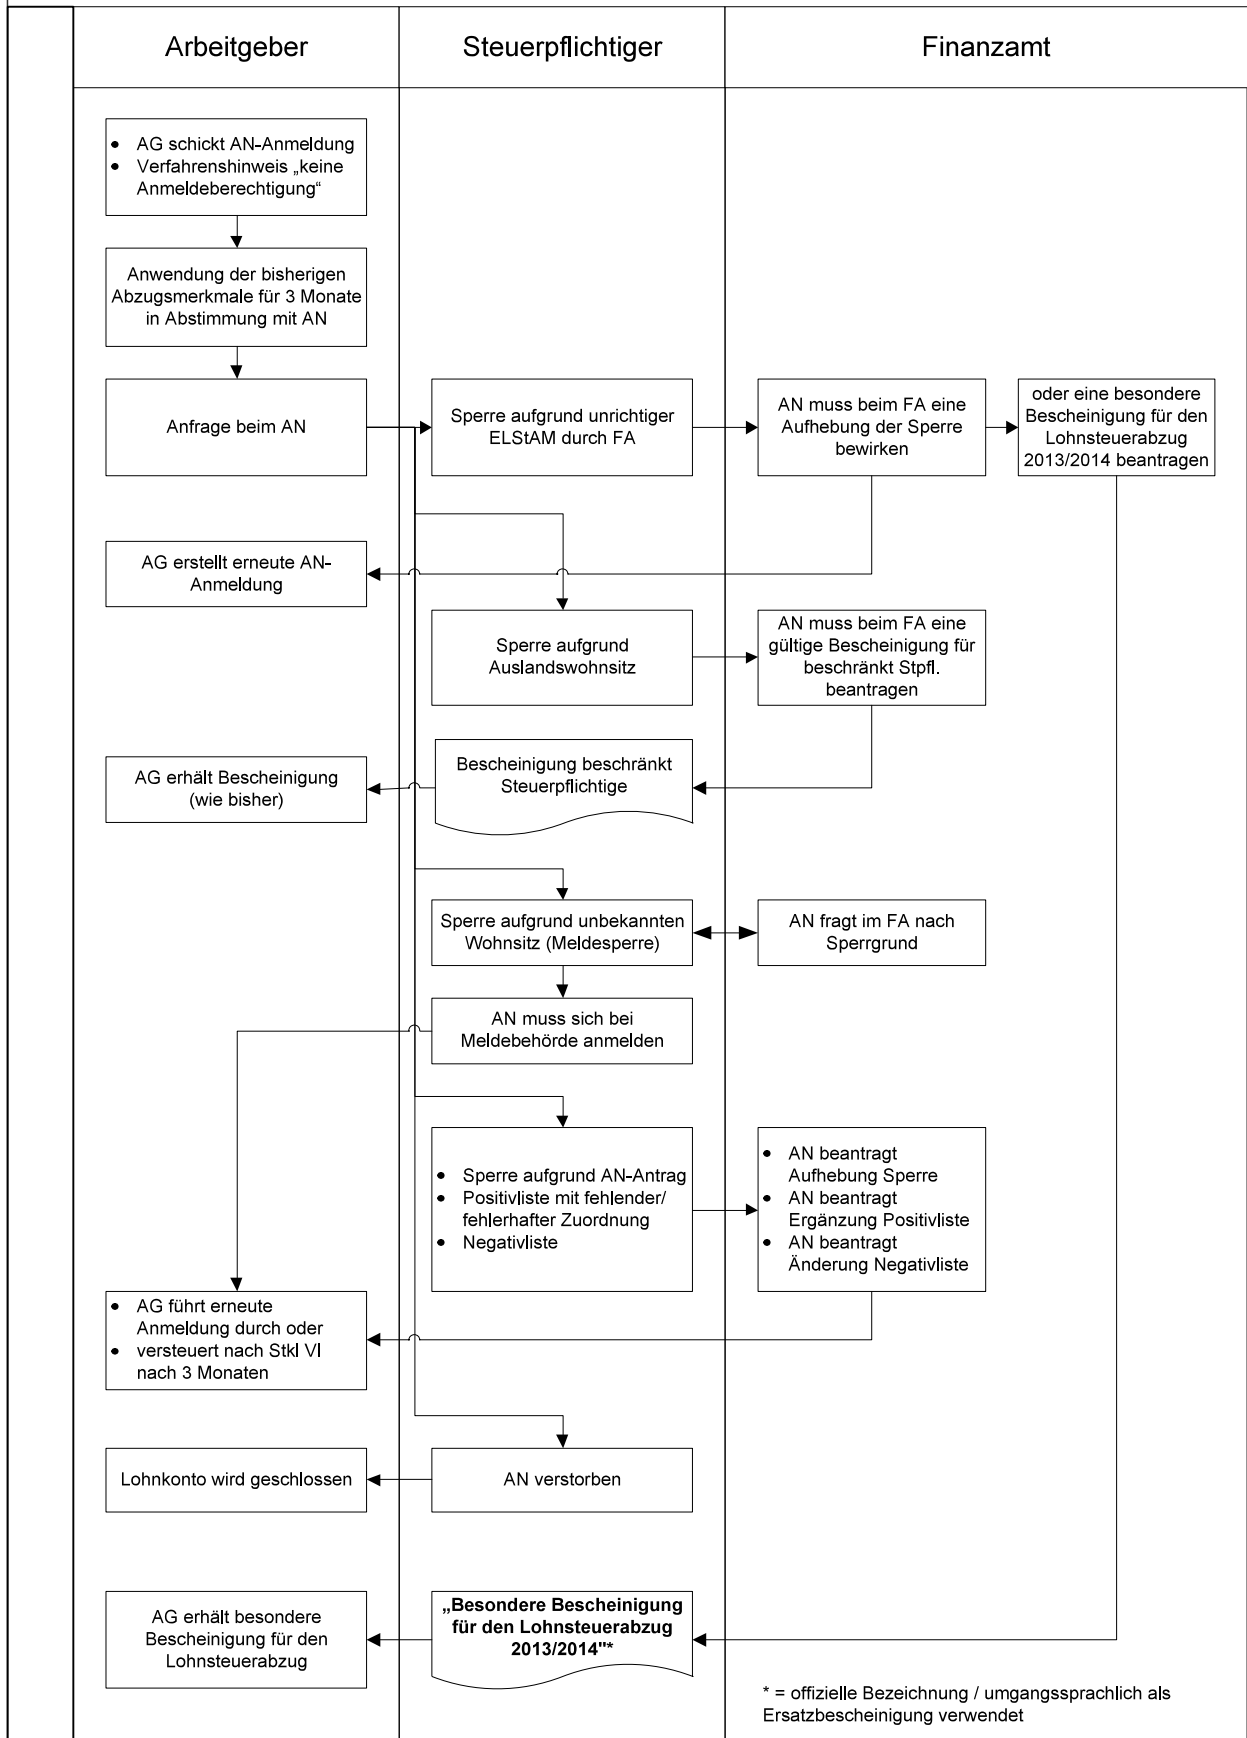 Arbeitgeber
Steuerpflichtiger
Finanzamt
• AG schickt AN-Anmeldung
• Verfahrenshinweis „keine
Anmeldeberechtigung“
Anwendung der bisherigen
Abzugsmerkmale für 3 Monate
in Abstimmung mit AN
Anfrage beim AN
Sperre aufgrund unrichtiger
ELStAM durch FA
AN muss beim FA eine
Aufhebung der Sperre
bewirken
oder eine besondere
Bescheinigung für den
Lohnsteuerabzug
2013/2014 beantragen
AG erstellt erneute AN-
Anmeldung
Sperre aufgrund
Auslandswohnsitz
AN muss beim FA eine
gültige Bescheinigung für
beschränkt Stpfl.
beantragen
AG erhält Bescheinigung
(wie bisher)
Bescheinigung beschränkt
Steuerpflichtige
Sperre aufgrund unbekannten
Wohnsitz (Meldesperre)
AN fragt im FA nach
Sperrgrund
AN muss sich bei
Meldebehörde anmelden
• Sperre aufgrund AN-Antrag
• Positivliste mit fehlender/
fehlerhafter Zuordnung
• Negativliste
• AN beantragt
Aufhebung Sperre
• AN beantragt
Ergänzung Positivliste
• AN beantragt
Änderung Negativliste
• AG führt erneute
Anmeldung durch oder
• versteuert nach Stkl VI
nach 3 Monaten
Lohnkonto wird geschlossen
AN verstorben
AG erhält besondere
Bescheinigung für den
Lohnsteuerabzug
„Besondere Bescheinigung
für den Lohnsteuerabzug
2013/2014"*
* = offizielle Bezeichnung / umgangssprachlich als
Ersatzbescheinigung verwendet